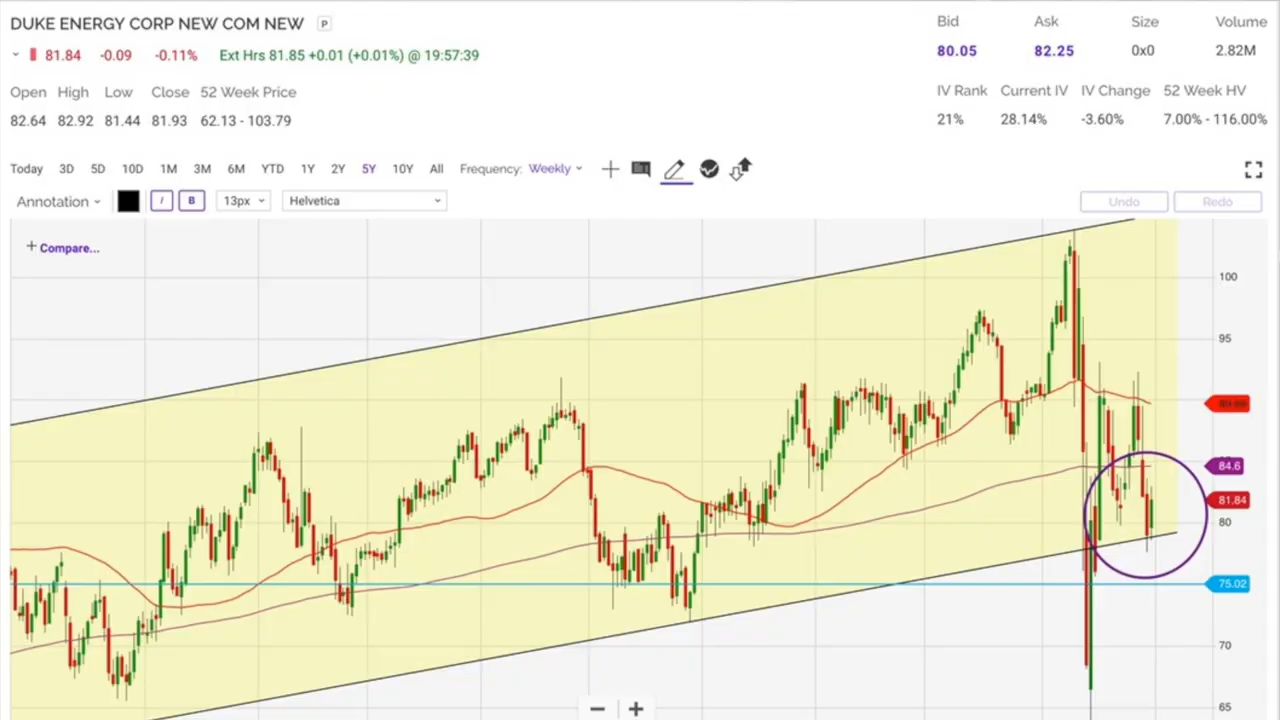 DUKE ENERGY CORP NEW COM NEW P
81.84 -0.09 -0.11% Ext Hrs 81.85 +0.01 (+0.01%) @ 19:57:39
Open High Low Close 52 Week Price
82.64 82.92 81.44 81.93 62.13 - 103.79
Bid Ask Size Volume
80.05 82.25 0x0 2.82M
IV Rank Current IV IV Change 52 Week HV
21% 28.14% -3.60% 7.00% - 116.00%
Today 3D 5D 10D 1M 3M 6M YTD 1Y 2Y 5Y 10Y All Frequency: Weekly
Annotation I B 13px Helvetica Undo Redo
+ Compare...
100
95
84.6
81.84
80
75.02
70
65